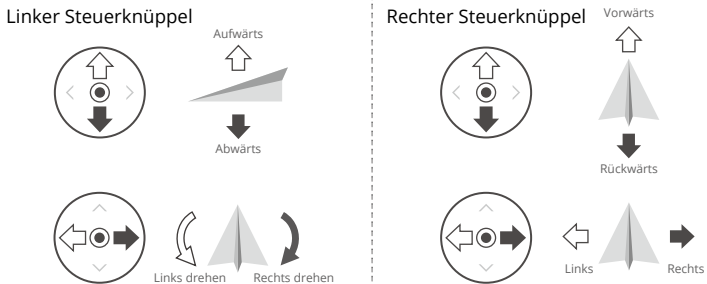 Linker Steuerknüppel
Aufwärts
Abwärts
Links drehen
Rechts drehen
Rechter Steuerknüppel
Vorwärts
Rückwärts
Links
Rechts